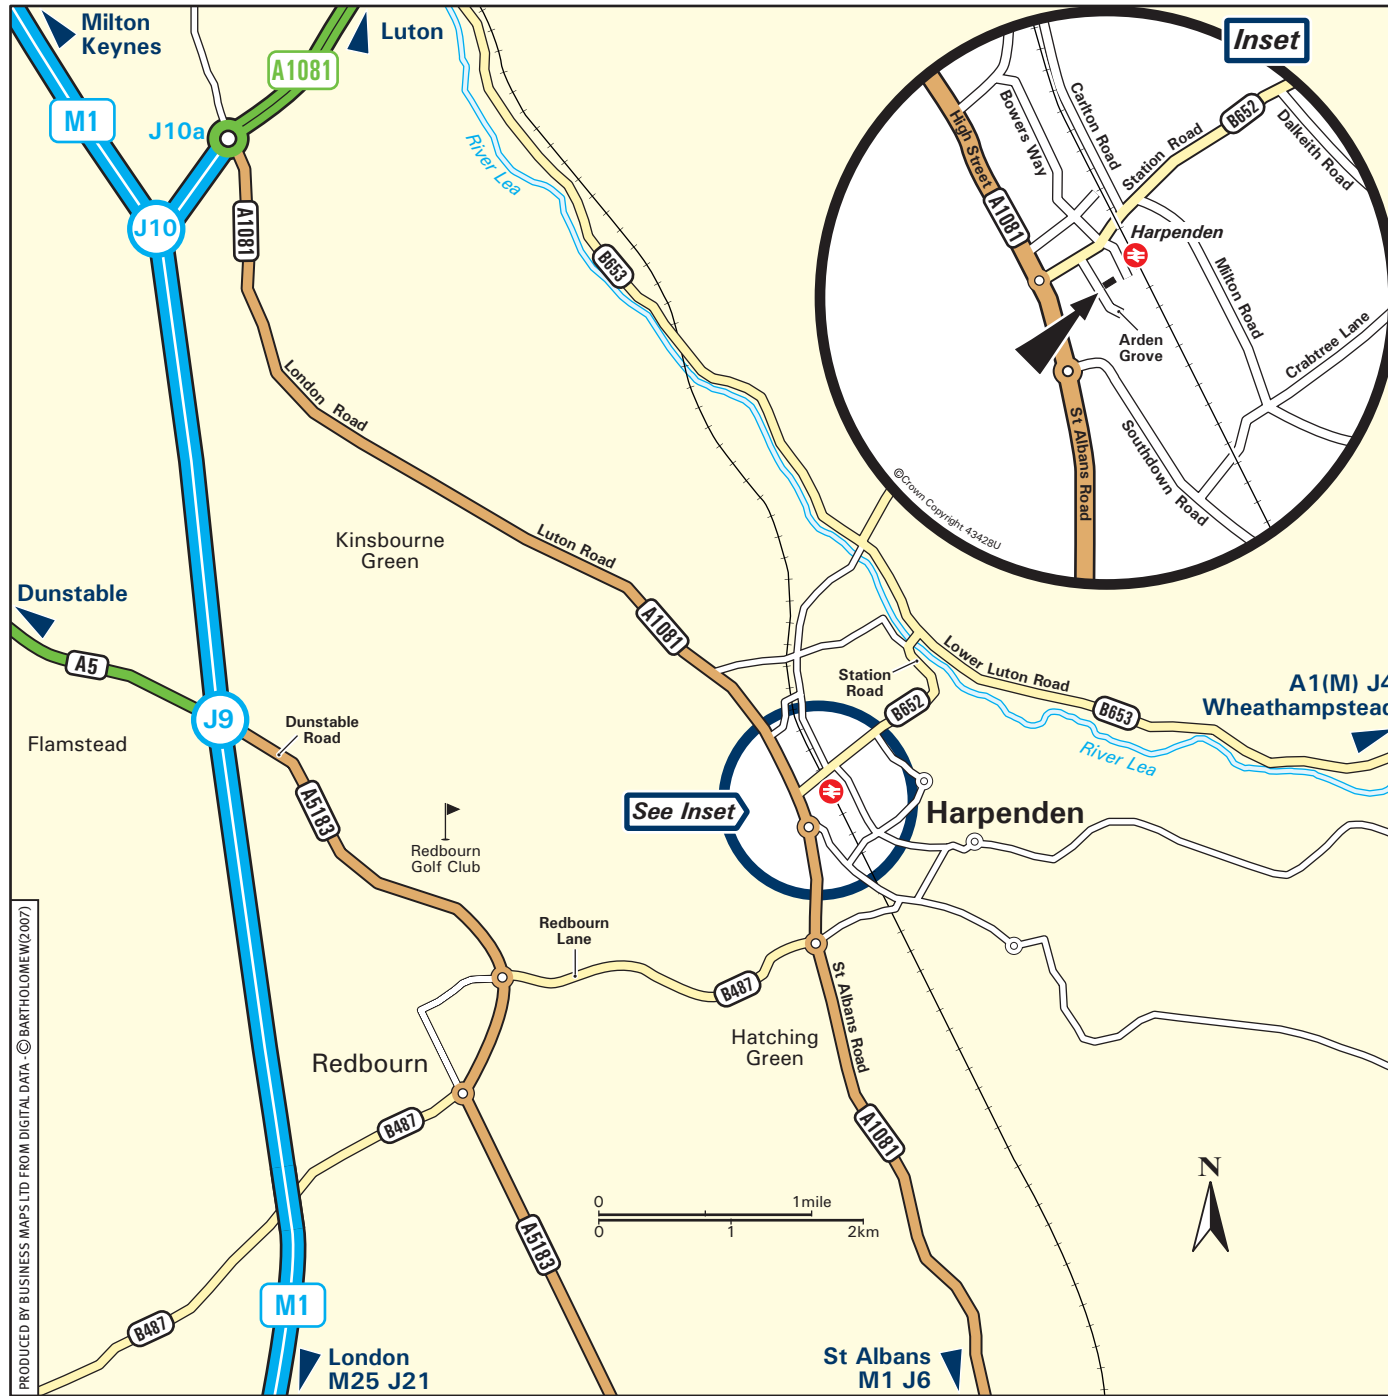 Milton
Keynes
Luton
A1081
M1
J10a
J10
A1081
River Lea
B653
London Road
Kinsbourne
Green
Luton Road
A1081
Dunstable
A5
J9
Flamstead
Dunstable
Road
A5183
Redbourn
Golf Club
See Inset
Station
Road
B652
Lower Luton Road
B653
River Lea
A1(M) J4
Wheathampstead
Harpenden
Redbourn
Lane
B487
Hatching
Green
St Albans Road
A1081
Redbourn
B487
B487
A5183
M1
London
M25 J21
St Albans
M1 J6
0
1mile
0
1
2km
N
PRODUCED BY BUSINESS MAPS LTD FROM DIGITAL DATA - © BARTHOLOMEW(2007)
Inset
High Street
A1081
Bowers Way
Carlton Road
Station Road
B652
Dalkeith Road
Harpenden
Milton Road
Arden
Grove
Crabtree Lane
Southdown Road
St Albans Road
©Crown Copyright 43428U